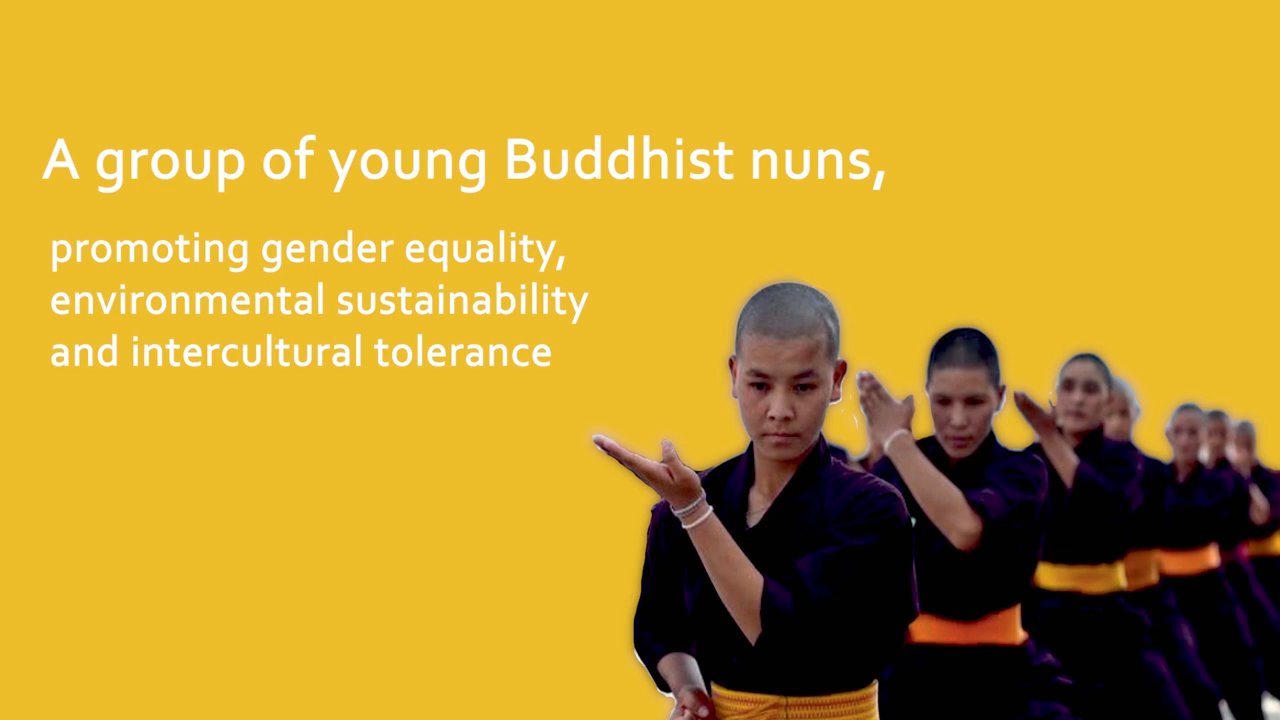 A group of young Buddhist nuns,
promoting gender equality,
environmental sustainability
and intercultural tolerance